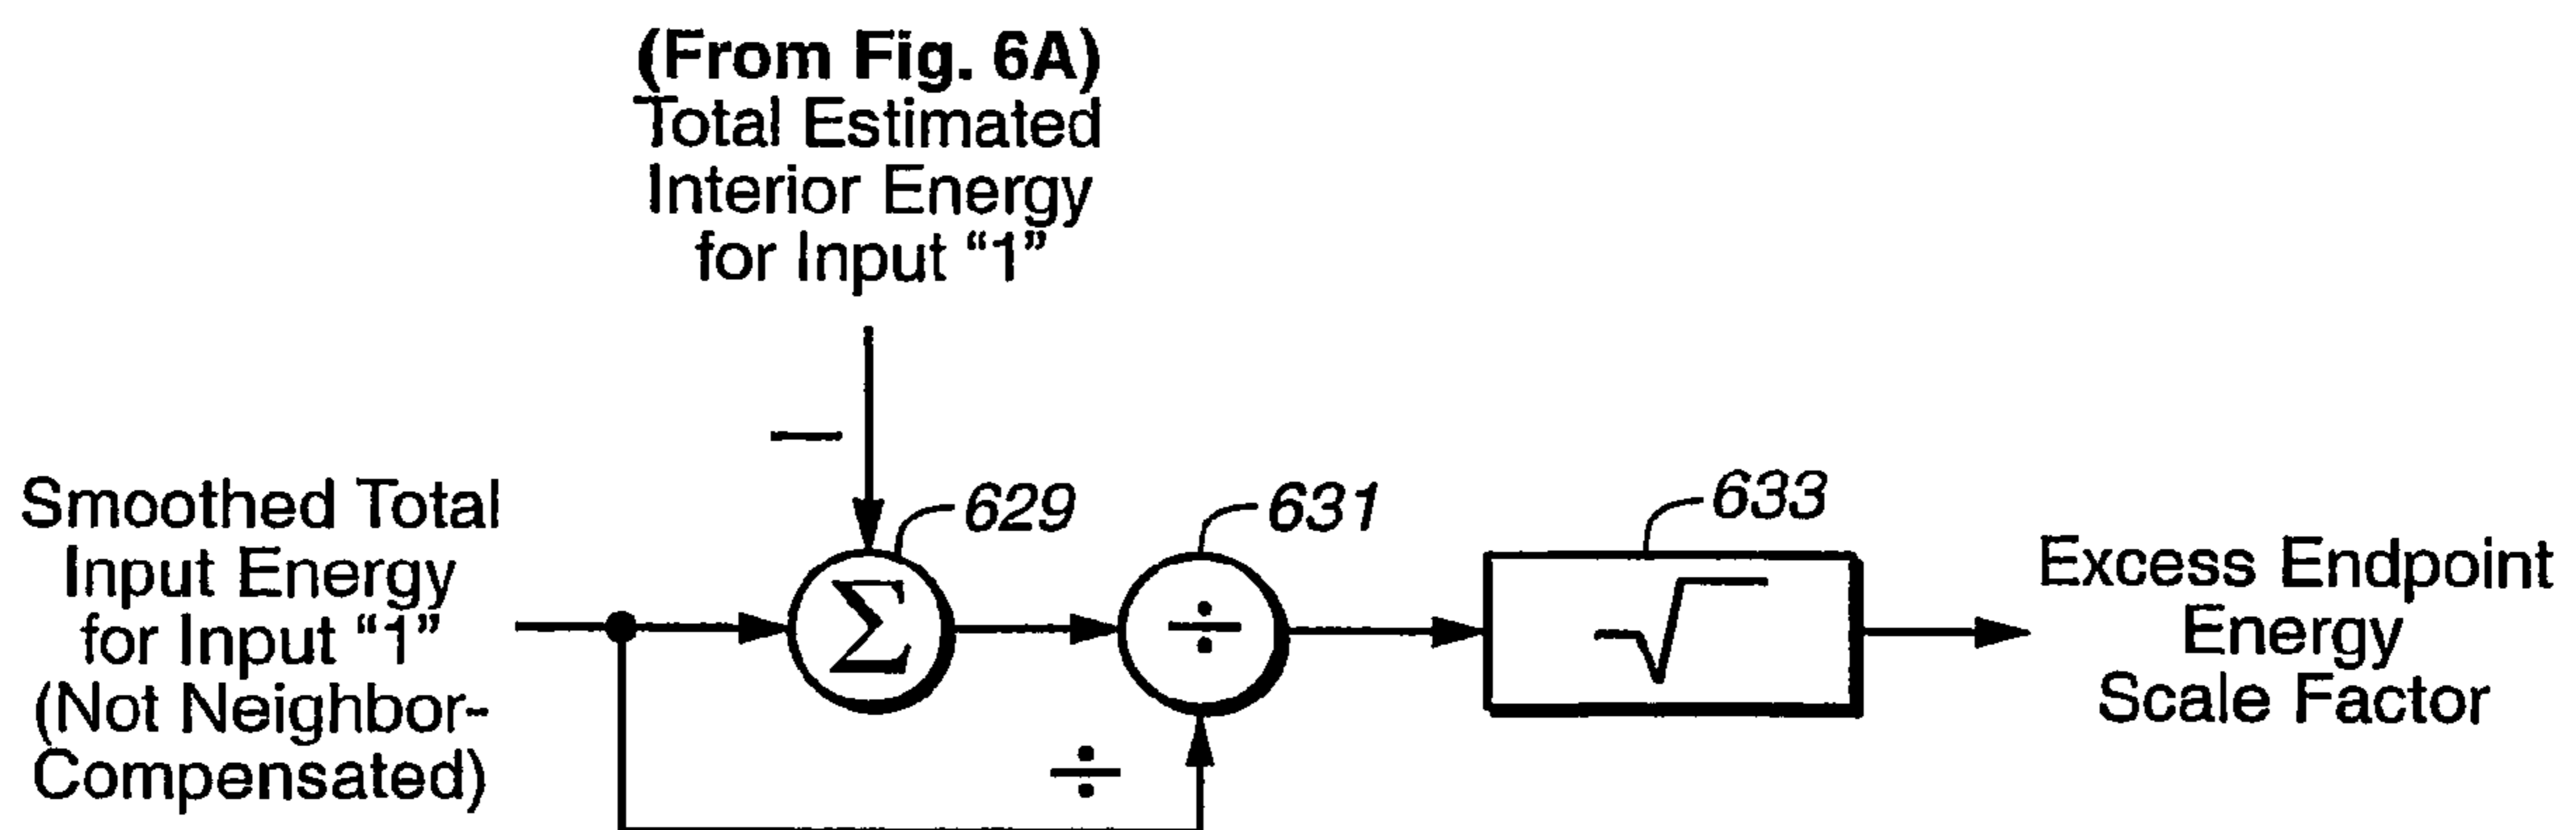 (From Fig. 6A)
Total Estimated
Interior Energy
for Input “1”
—
Smoothed Total
Input Energy
for Input “1”
(Not Neighbor-
Compensated)
629
Σ
631
÷
÷
633
√
Excess Endpoint
Energy
Scale Factor